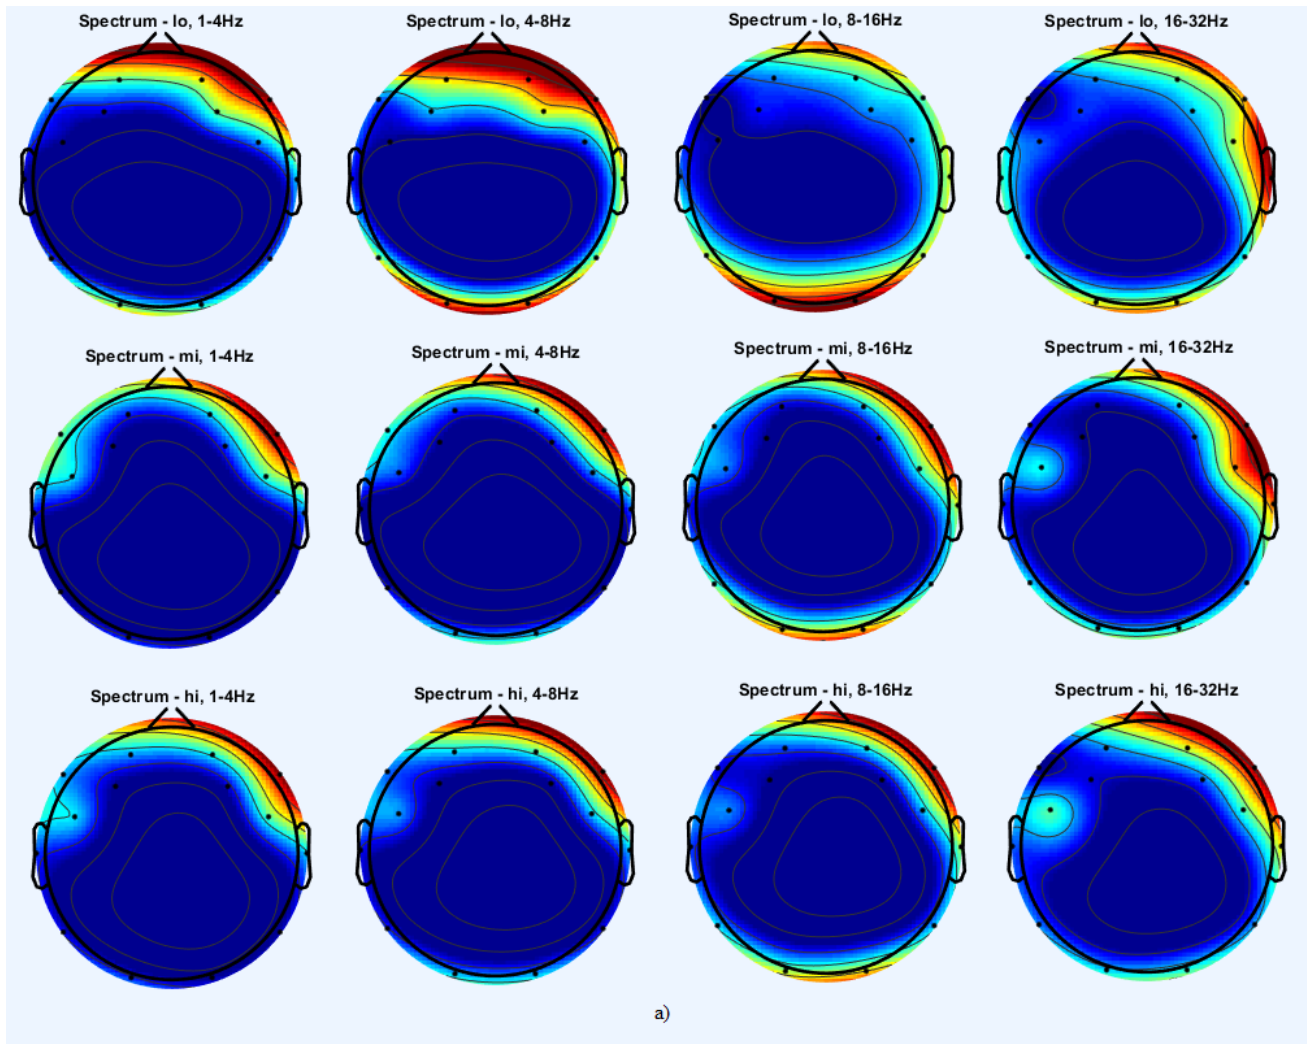 Spectrum - lo, 1-4Hz
Spectrum - lo, 4-8Hz
Spectrum - lo, 8-16Hz
Spectrum - lo, 16-32Hz
Spectrum - mi, 1-4Hz
Spectrum - mi, 4-8Hz
Spectrum - mi, 8-16Hz
Spectrum - mi, 16-32Hz
Spectrum - hi, 1-4Hz
Spectrum - hi, 4-8Hz
Spectrum - hi, 8-16Hz
Spectrum - hi, 16-32Hz
a)